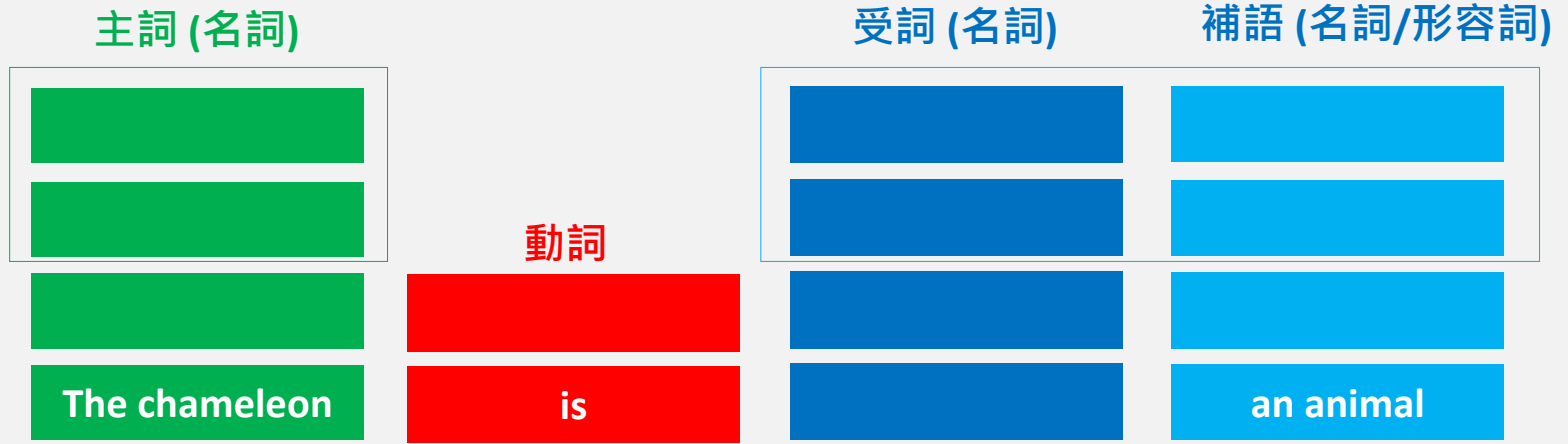 主詞 (名詞)
受詞 (名詞)
補語 (名詞/形容詞)
動詞
The chameleon
is
an animal